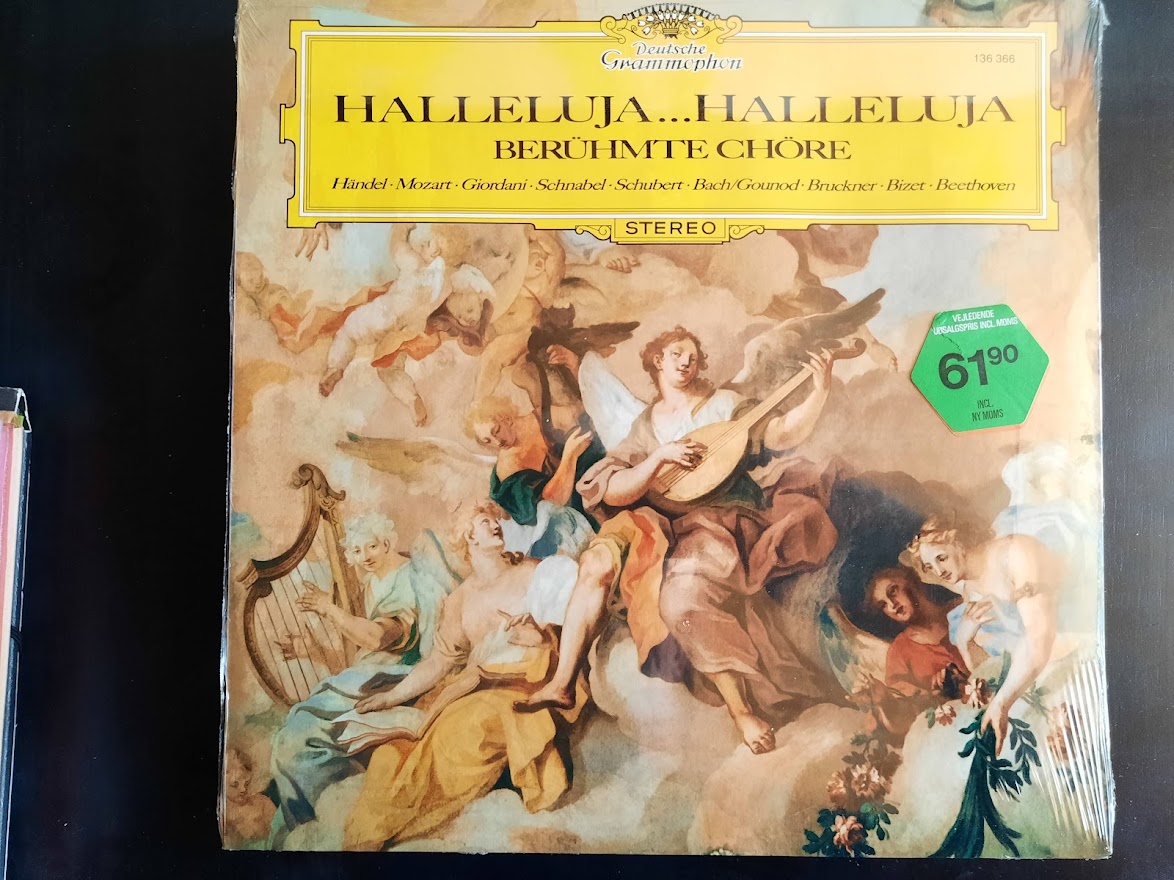 Deutsche
Grammophon
136 366
HALLELUJA...HALLELUJA
BERÜHMTE CHÖRE
Händel · Mozart · Giordani · Schnabel · Schubert · Bach/Gounod · Bruckner · Bizet · Beethoven
STEREO
VEJLEDENDE
UDSALGSPRIS INCL. MOMS
61 90
INCL.
NY MOMS